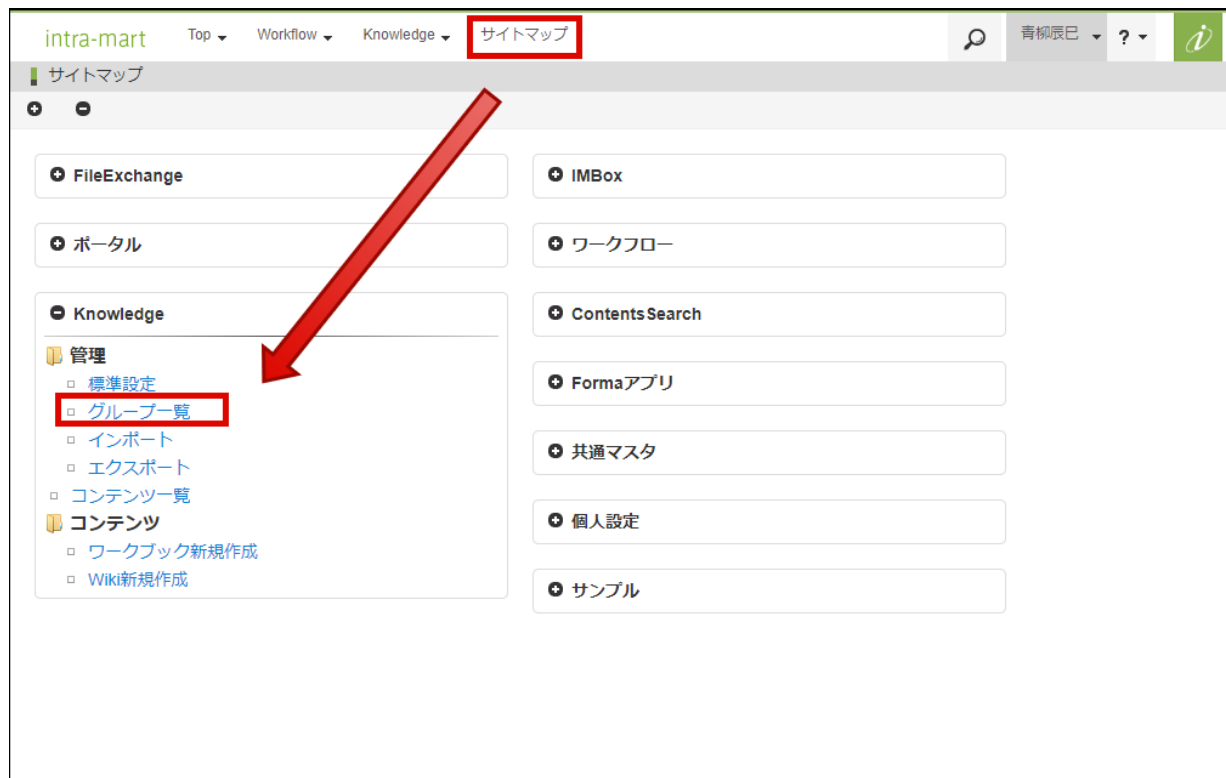 intra-mart Top Workflow Knowledge サイトマップ 青柳辰巳 ?
サイトマップ
FileExchange
ポータル
Knowledge
管理
標準設定
グループ一覧
インポート
エクスポート
コンテンツ一覧
コンテンツ
ワークブック新規作成
Wiki新規作成
IMBox
ワークフロー
ContentsSearch
Formaアプリ
共通マスタ
個人設定
サンプル